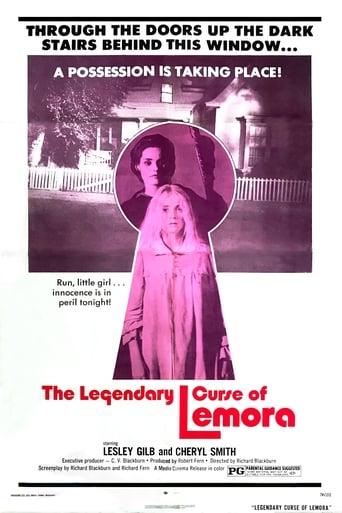 THROUGH THE DOORS UP THE DARK
STAIRS BEHIND THIS WINDOW...
A POSSESSION IS TAKING PLACE!
Run, little girl . . .
innocence is in
peril tonight!
The Legendary Curse of
Lemora
starring
LESLEY GILB and CHERYL SMITH
Executive producer — C. V. Blackburn • Produced by Robert Fern • Directed by Richard Blackburn
Screenplay by Richard Blackburn and Richard Fern A Media Cinema Release in color
PG PARENTAL GUIDANCE SUGGESTED
"LEGENDARY CURSE OF LEMORA"